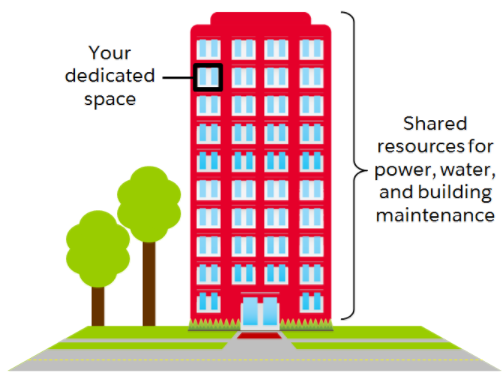 Your
dedicated
space
Shared
resources for
power, water,
and building
maintenance